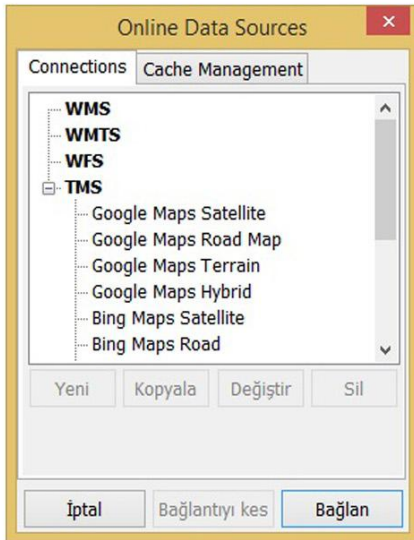 Online Data Sources
Connections Cache Management
WMS
WMTS
WFS
TMS
Google Maps Satellite
Google Maps Road Map
Google Maps Terrain
Google Maps Hybrid
Bing Maps Satellite
Bing Maps Road
Yeni Kopyala Değiştir Sil
İptal Bağlantıyı kes Bağlan